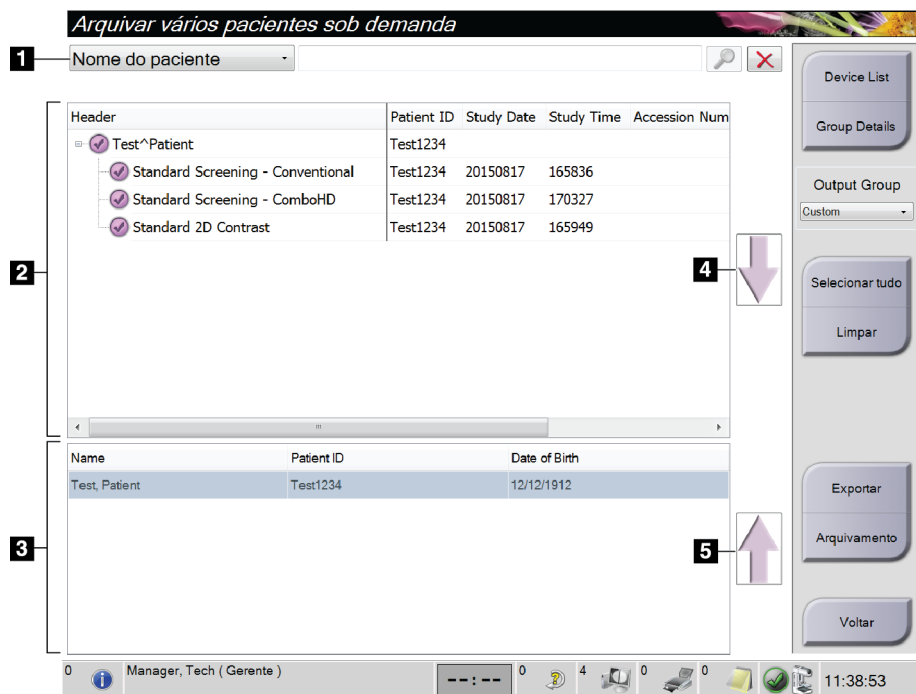 Arquivar vários pacientes sob demanda
1 Nome do paciente
Device List
Group Details
Output Group
Custom
Selecionar tudo
Limpar
Exportar
Arquivamento
Voltar
2
Header Patient ID Study Date Study Time Accession Num
Test^Patient Test1234
Standard Screening - Conventional Test1234 20150817 165836
Standard Screening - ComboHD Test1234 20150817 170327
Standard 2D Contrast Test1234 20150817 165949
4
3
Name Patient ID Date of Birth
Test, Patient Test1234 12/12/1912
5
0 Manager, Tech ( Gerente ) --:-- 0 4 0 0 11:38:53